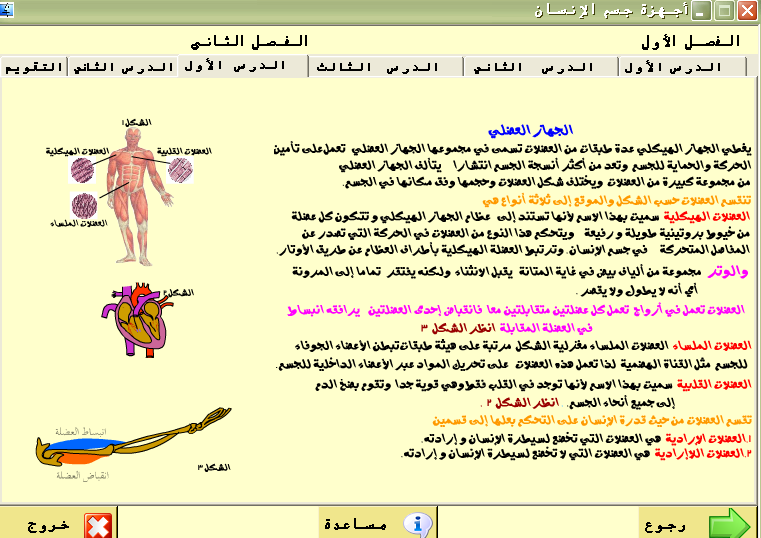 أجهزة جسم الإنسان
الفصل الأول
الفصل الثاني
الدرس الأول
الدرس الثاني
الدرس الثالث
الدرس الأول
الدرس الثاني
التقويم
الجهاز العضلي
يغطي الجهاز الهيكلي عدة طبقات من العضلات تسمى في مجموعها الجهاز العضلي تعمل على تأمين
الحركة والحماية للجسم وتعد من أكثر أنسجة الجسم انتشارا يتألف الجهاز العضلي
من مجموعة كبيرة من العضلات ويختلف شكل العضلات وحجمها وفق مكانها في الجسم.
تنقسم العضلات حسب الشكل والموقع إلى ثلاثة أنواع هي
العضلات الهيكلية سميت بهذا الاسم لأنها تستند إلى عظام الجهاز الهيكلي و تتكون كل عضلة
من خيوط بروتينية طويلة و رفيعة ويتحكم هذا النوع من العضلات في الحركة التي تصدر عن
المفاصل المتحركة في جسم الإنسان. وترتبط العضلة الهيكلية بأطراف العظام عن طريق الأوتار.
والوتر مجموعة من ألياف بيض في غاية المتانة يقبل الانثناء ولكنه يفتقر تماما إلى المرونة
أي أنه لا يطول ولا يقصر.
العضلات تعمل في أزواج تعمل كل عضلتين متقابلتين معا فانقباض إحدى العضلتين يرافقه انبساط
في العضلة المقابلة انظر الشكل ٣
العضلات الملساء العضلات الملساء مغزلية الشكل مرتبة على هيئة طبقات تبطن الأعضاء الجوفاء
للجسم مثل القناة الهضمية لذا تعمل هذه العضلات على تحريك المواد عبر الأعضاء الداخلية للجسم.
العضلات القلبية سميت بهذا الاسم لأنها توجد في القلب فقط وهي قوية جدا وتقوم بضخ الدم
إلى جميع أنحاء الجسم. انظر الشكل ٢ .
تقسم العضلات من حيث قدرة الإنسان على التحكم بعملها إلى قسمين
١.العضلات الإرادية هي العضلات التي تخضع لسيطرة الإنسان و إرادته.
٢.العضلات اللاإرادية هي العضلات التي لا تخضع لسيطرة الإنسان و إرادته.
الشكل١
العضلات القلبية
العضلات الهيكلية
العضلات الملساء
الشكل٢
انبساط العضلة
انقباض العضلة
الشكل٣
رجوع
مساعدة
خروج